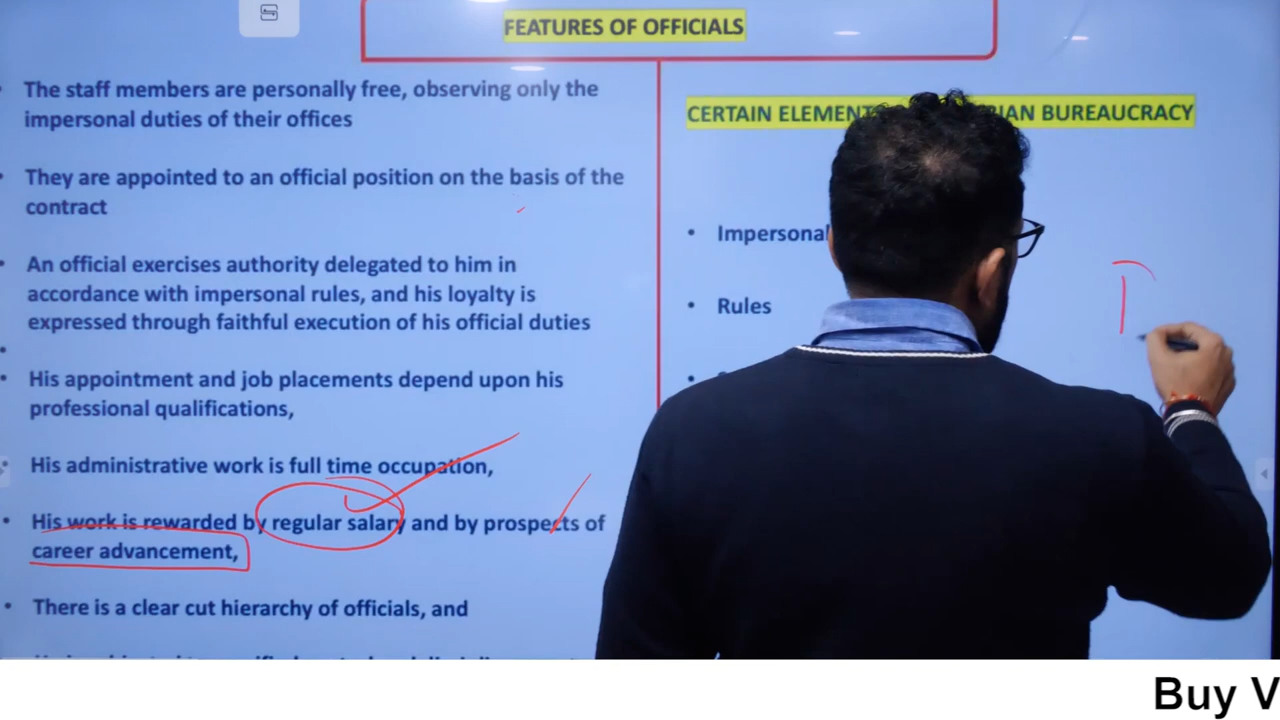 FEATURES OF OFFICIALS
The staff members are personally free, observing only the
impersonal duties of their offices
They are appointed to an official position on the basis of the
contract
An official exercises authority delegated to him in
accordance with impersonal rules, and his loyalty is
expressed through faithful execution of his official duties
His appointment and job placements depend upon his
professional qualifications,
His administrative work is full time occupation,
His work is rewarded by regular salary and by prospects of
career advancement,
There is a clear cut hierarchy of officials, and
CERTAIN BUREAUCRACY
Rules
Buy V